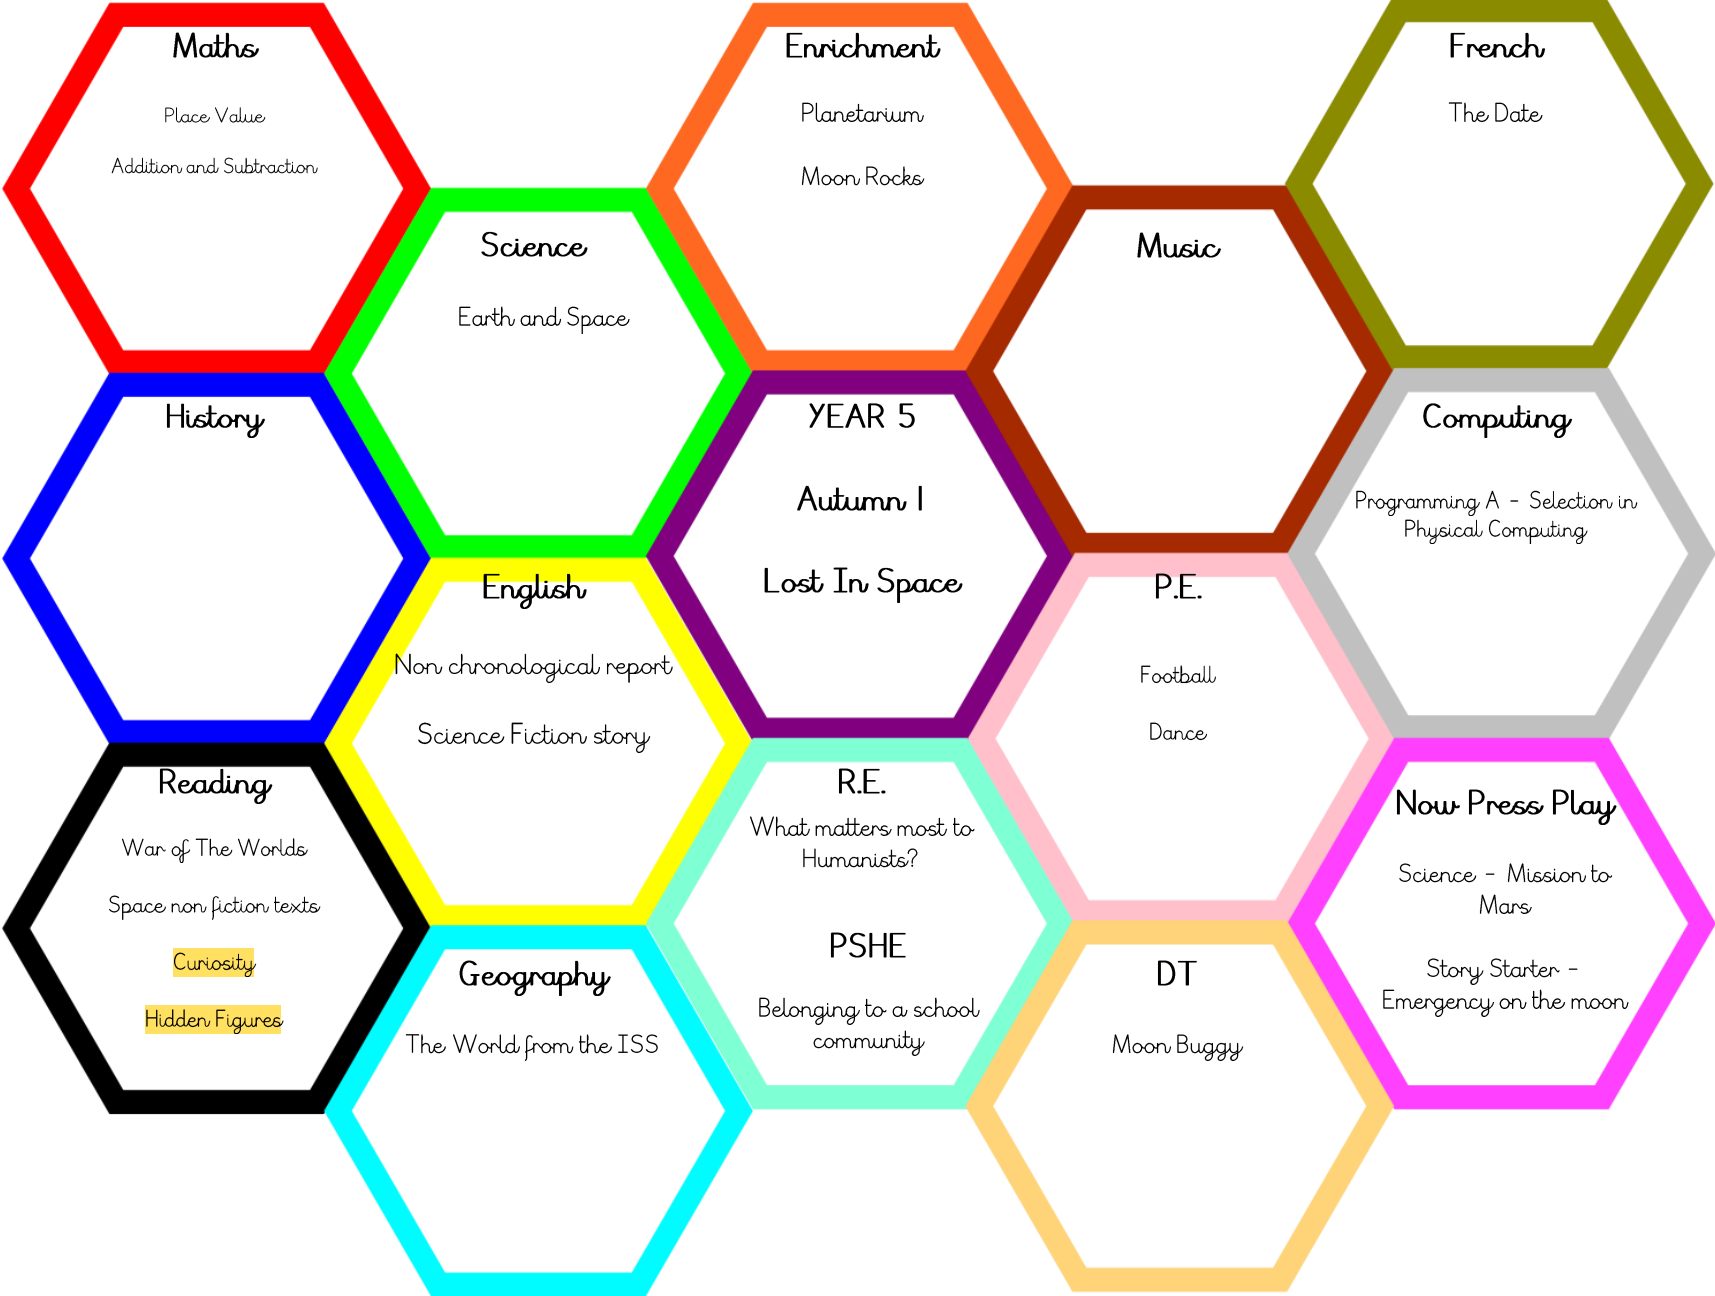 Maths
Place Value
Addition and Subtraction
Enrichment
Planetarium
Moon Rocks
French
The Date
Science
Earth and Space
Music
History
YEAR 5
Autumn 1
Lost In Space
Computing
Programming A - Selection in
Physical Computing
English
Non chronological report
Science Fiction story
P.E.
Football
Dance
Reading
War of The Worlds
Space non fiction texts
Curiosity
Hidden Figures
R.E.
What matters most to
Humanists?
PSHE
Belonging to a school
community
Now Press Play
Science - Mission to
Mars
Story Starter -
Emergency on the moon
Geography
The World from the ISS
DT
Moon Buggy